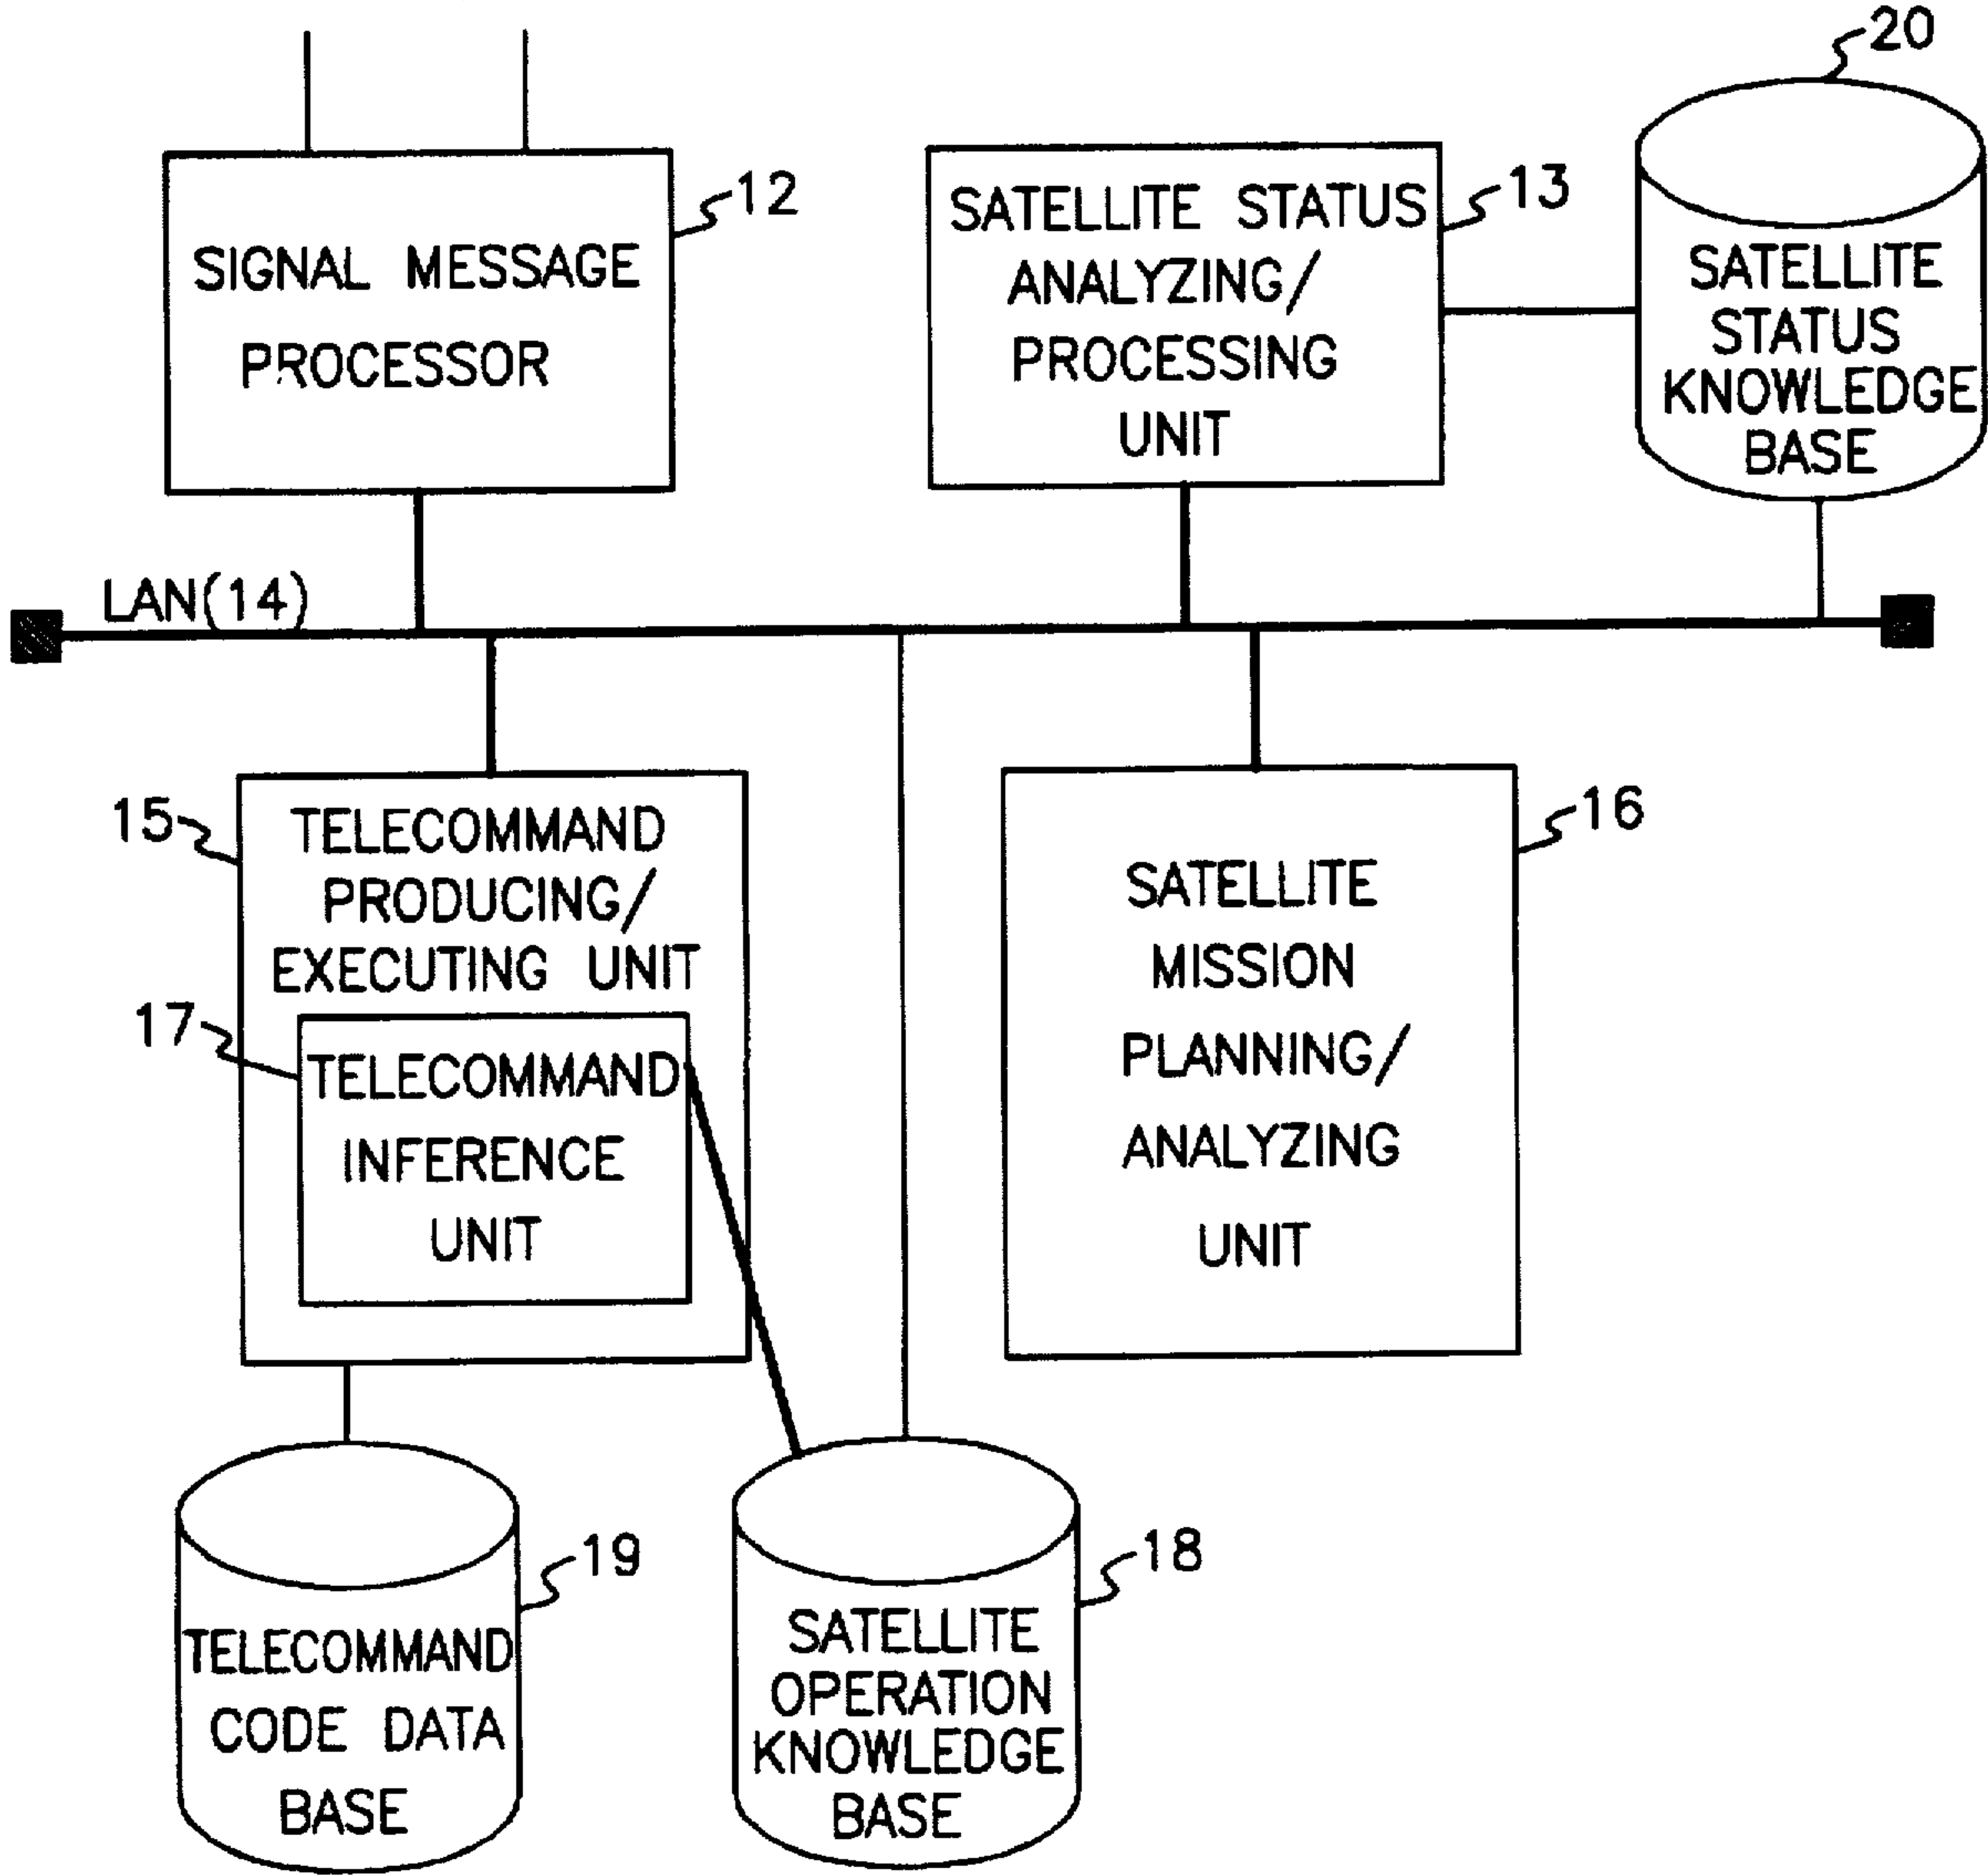 20
12
SIGNAL MESSAGE
PROCESSOR
13
SATELLITE STATUS
ANALYZING/
PROCESSING
UNIT
SATELLITE
STATUS
KNOWLEDGE
BASE
LAN(14)
15
TELECOMMAND
PRODUCING/
EXECUTING UNIT
17
TELECOMMAND
INFERENCE
UNIT
16
SATELLITE
MISSION
PLANNING/
ANALYZING
UNIT
19
TELECOMMAND
CODE DATA
BASE
18
SATELLITE
OPERATION
KNOWLEDGE
BASE